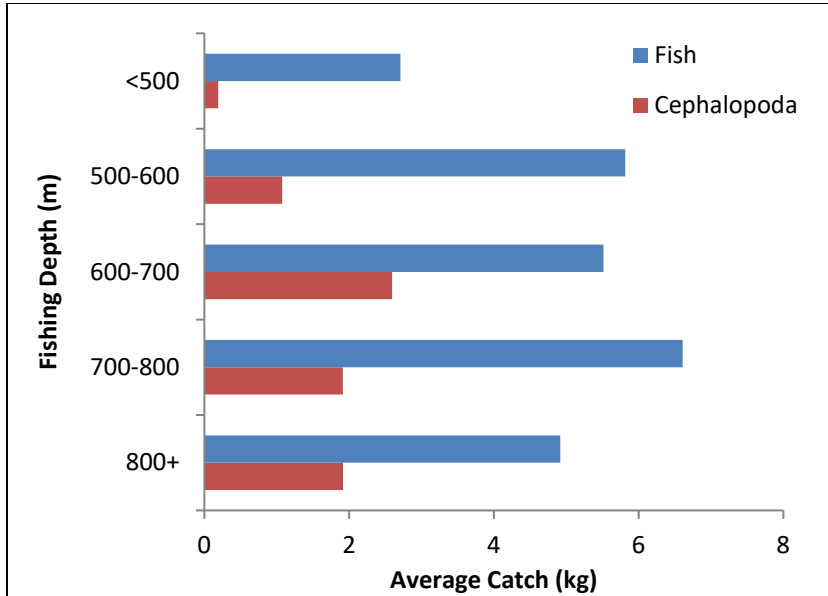 Fish
Cephalopoda
<500
500-600
600-700
700-800
800+
Fishing Depth (m)
0 2 4 6 8
Average Catch (kg)